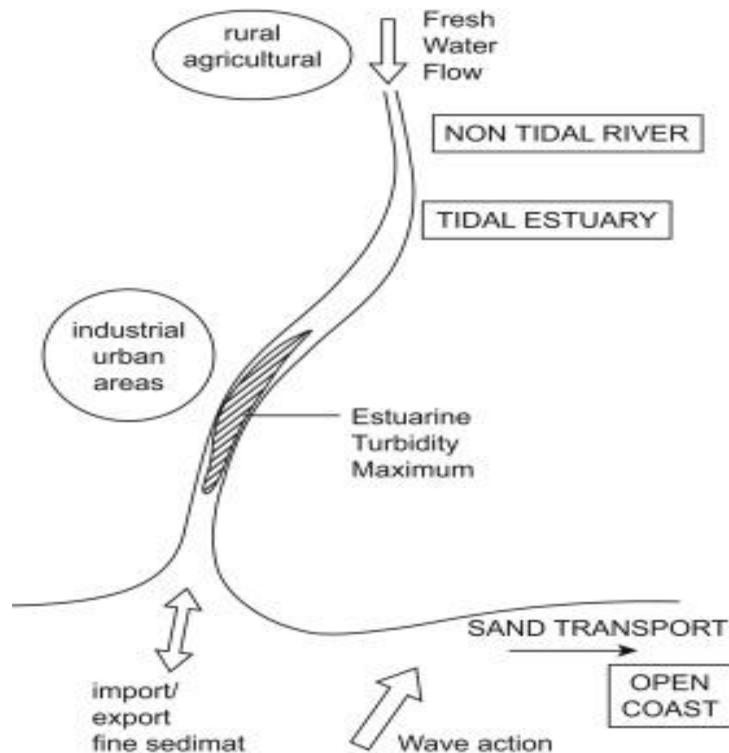 rural
agricultural
Fresh
Water
Flow
NON TIDAL RIVER
TIDAL ESTUARY
industrial
urban
areas
Estuarine
Turbidity
Maximum
SAND TRANSPORT
import/
export
fine sedimat
OPEN
COAST
Wave action